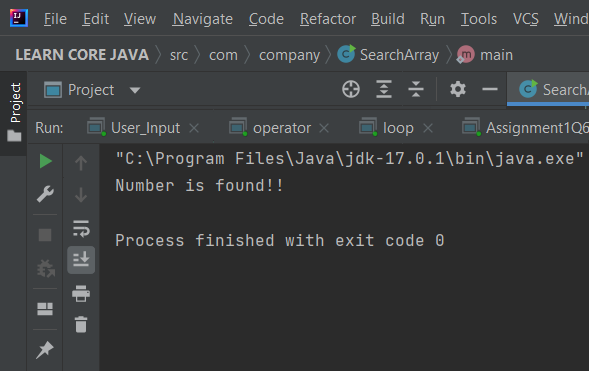 File Edit View Navigate Code Refactor Build Run Tools VCS Wind
LEARN CORE JAVA src com company SearchArray m main
Project Project SearchA
Run: User_Input operator loop Assignment1Q6
"C:\Program Files\Java\jdk-17.0.1\bin\java.exe"
Number is found!!
Process finished with exit code 0